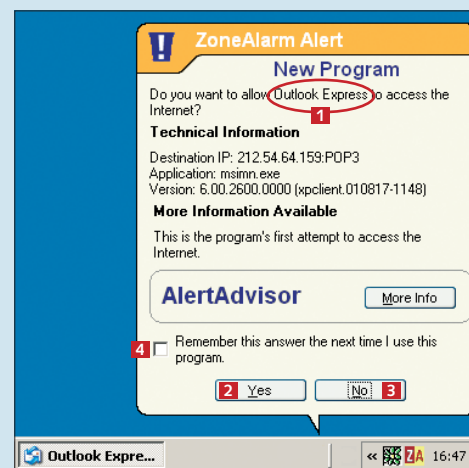 ZoneAlarm Alert
New Program
Do you want to allow Outlook Express to access the
Internet?
1
Technical Information
Destination IP: 212.54.64.159:POP3
Application: msimn.exe
Version: 6.00.2600.0000 (xpclient.010817-1148)
More Information Available
This is the program's first attempt to access the
Internet.
AlertAdvisor
More Info
4 Remember this answer the next time I use this
program.
2 Yes
No 3
Outlook Expre...
« ZA 16:47